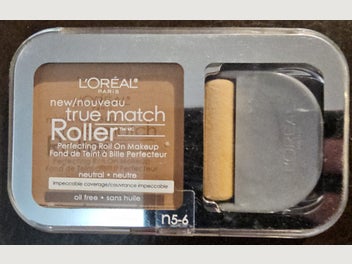 L'ORÉAL
PARIS
new/nouveau
true match
Roller
Perfecting Roll On Makeup
Fond de Teint à Bille Perfecteur
neutral • neutre
impeccable coverage/couvrance impeccable
oil free • sans huile
n5-6
L'ORÉAL